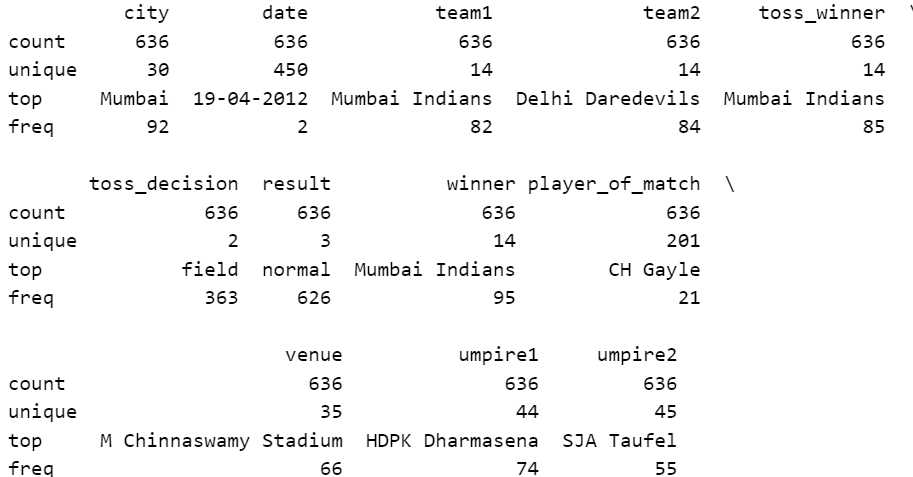 city date team1 team2 toss_winner \
count 636 636 636 636 636
unique 30 450 14 14 14
top Mumbai 19-04-2012 Mumbai Indians Delhi Daredevils Mumbai Indians
freq 92 2 82 84 85
toss_decision result winner player_of_match \
count 636 636 636 636
unique 2 3 14 201
top field normal Mumbai Indians CH Gayle
freq 363 626 95 21
venue umpire1 umpire2
count 636 636 636
unique 35 44 45
top M Chinnaswamy Stadium HDPK Dharmasena SJA Taufel
freq 66 74 55